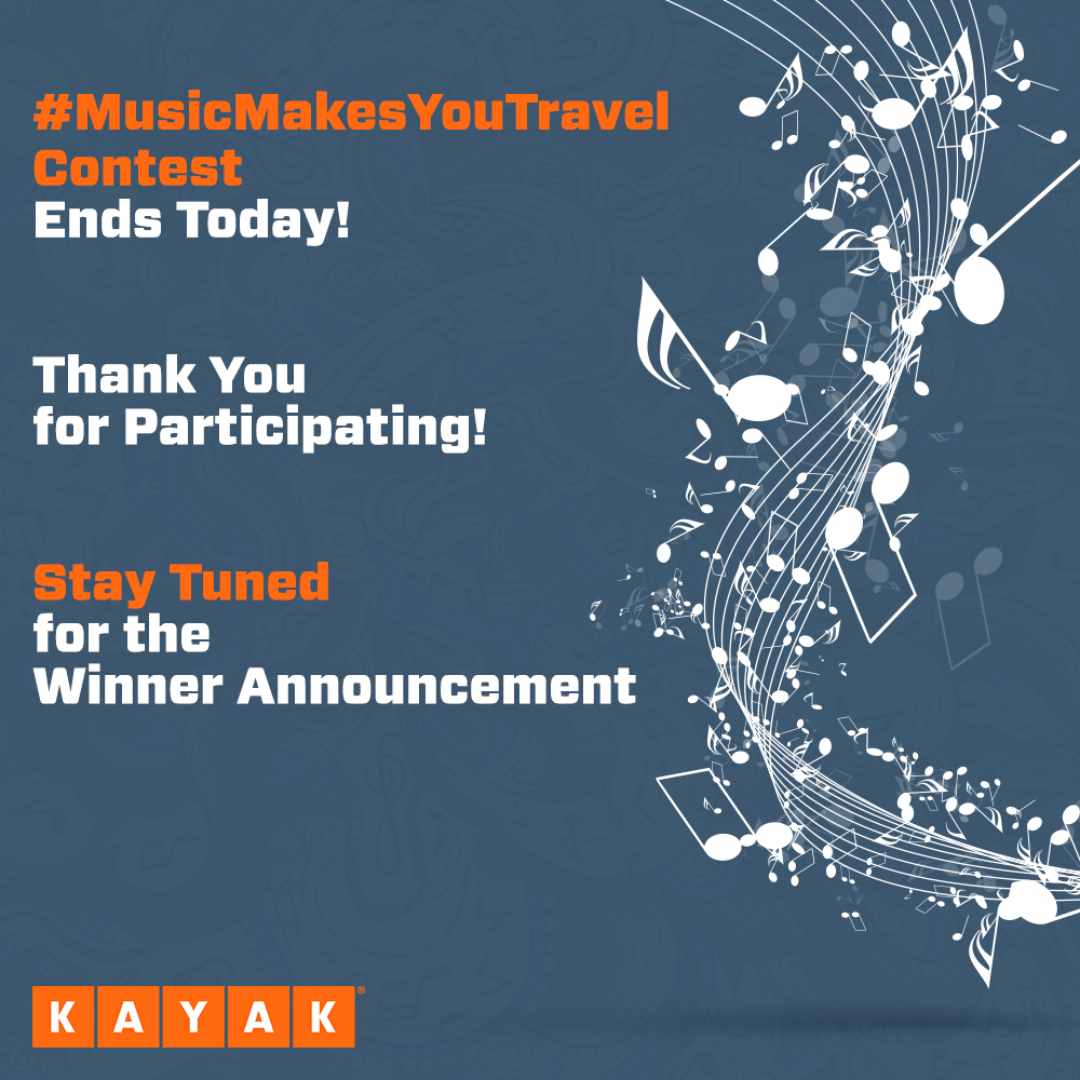 #MusicMakesYouTravel
Contest
Ends Today!
Thank You
for Participating!
Stay Tuned
for the
Winner Announcement
KAYAK®